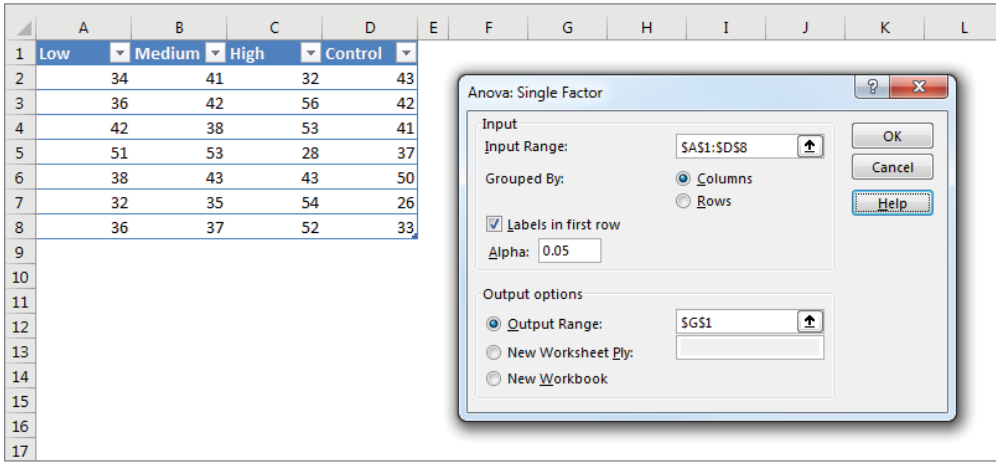 A B C D E F G H I J K L
1 Low Medium High Control
2 34 41 32 43
3 36 42 56 42
4 42 38 53 41
5 51 53 28 37
6 38 43 43 50
7 32 35 54 26
8 36 37 52 33
9
10
11
12
13
14
15
16
17
Anova: Single Factor
?
Input
Input Range: $A$1:$D$8
Grouped By: Columns
Rows
Labels in first row
Alpha: 0.05
OK
Cancel
Help
Output options
Output Range: $G$1
New Worksheet Ply:
New Workbook